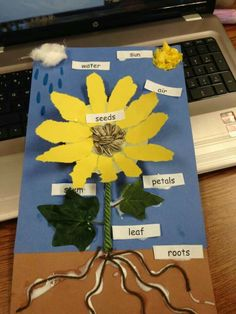 water
sun
air
seeds
stem
petals
leaf
roots